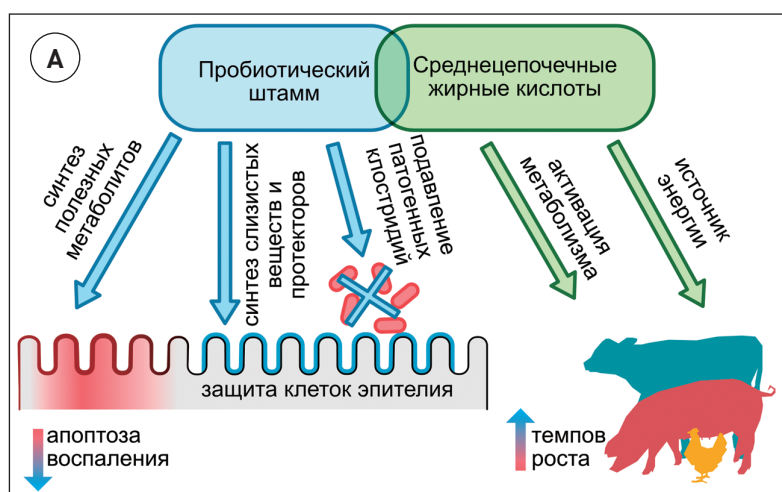 А
Пробиотический
штамм
Среднецепочечные
жирные кислоты
синтез
полезных
метаболитов
синтез слизистых
веществ и
протекторов
подавление
патогенных
клостридий
активация
метаболизма
источник
энергии
защита клеток эпителия
апоптоза
воспаления
темпов
роста